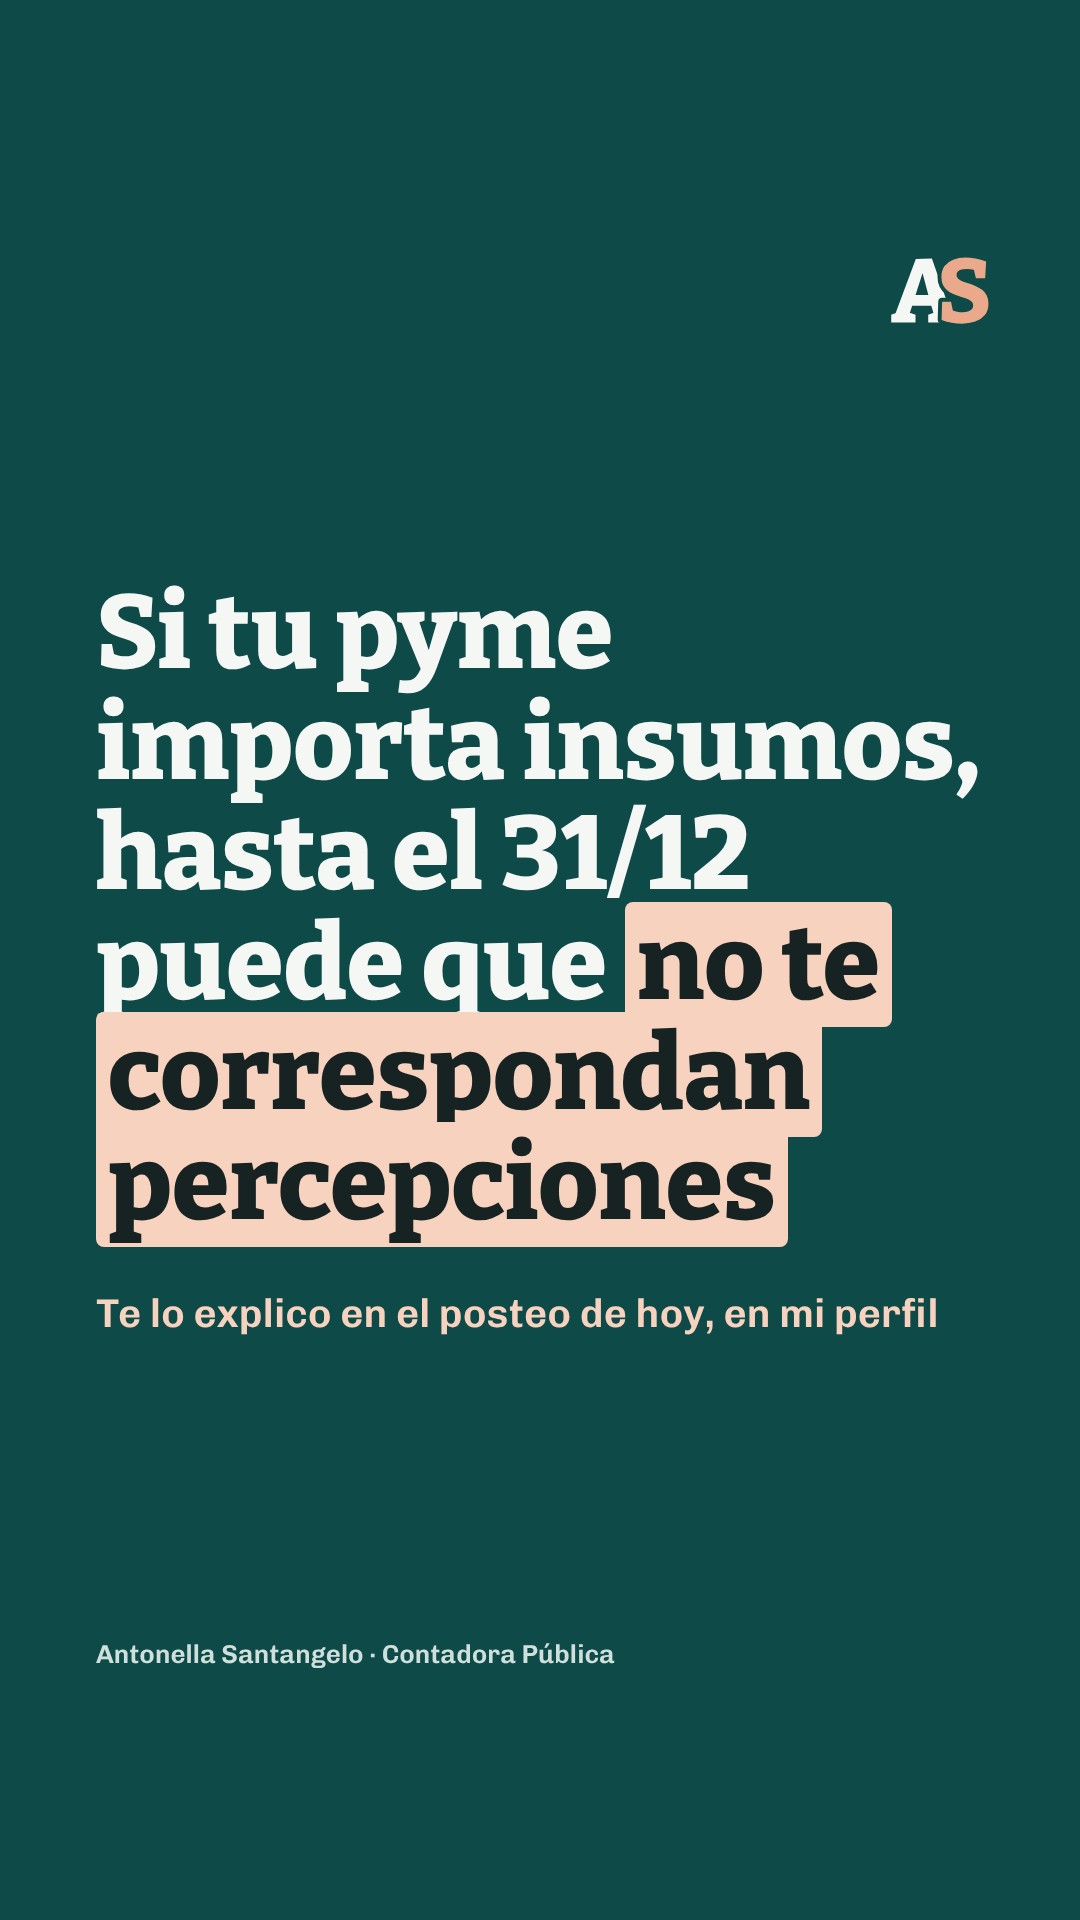 AS
Si tu pyme
importa insumos,
hasta el 31/12
puede que no te
correspondan
percepciones
Te lo explico en el posteo de hoy, en mi perfil
Antonella Santangelo · Contadora Pública